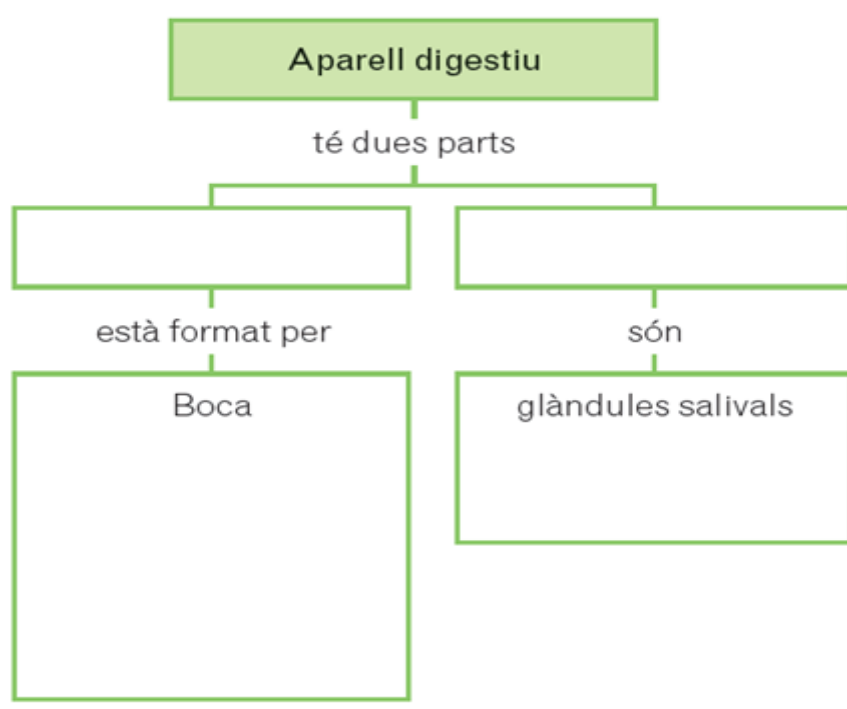 Aparell digestiu
té dues parts
està format per
són
Boca
glàndules salivals